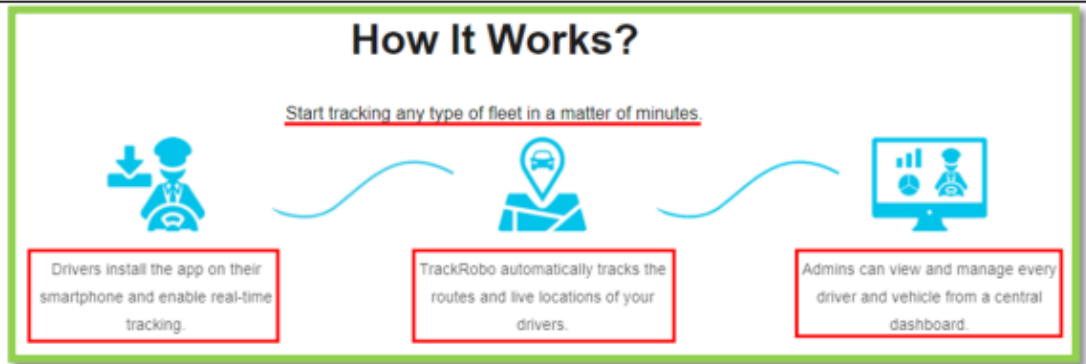 How It Works?
Start tracking any type of fleet in a matter of minutes.
Drivers install the app on their
smartphone and enable real-time
tracking.
TrackRobo automatically tracks the
routes and live locations of your
drivers.
Admins can view and manage every
driver and vehicle from a central
dashboard.